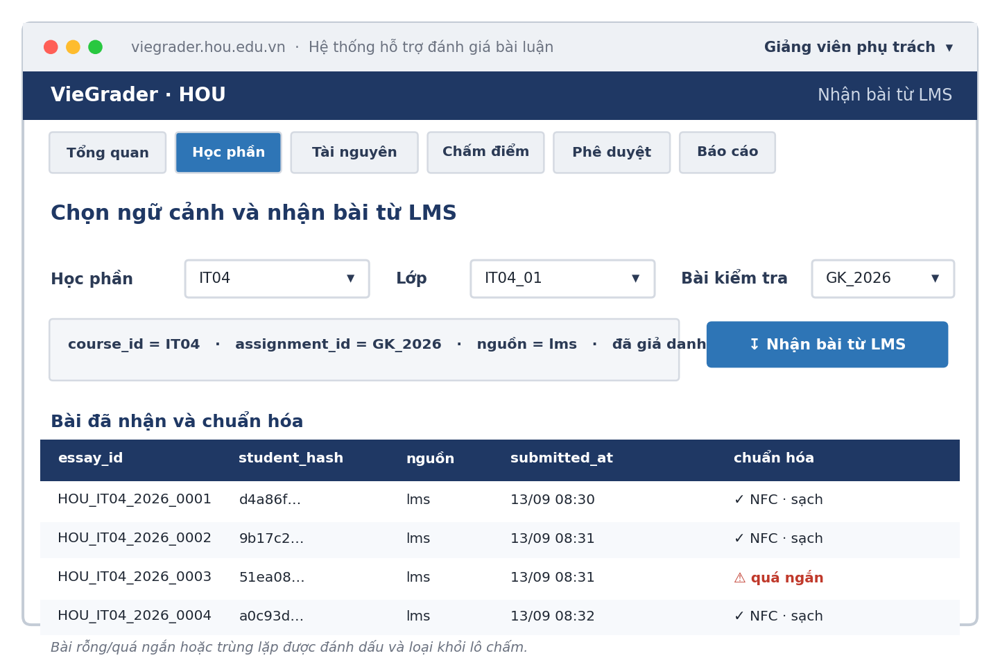 viegrader.hou.edu.vn · Hệ thống hỗ trợ đánh giá bài luận Giảng viên phụ trách ▾
VieGrader · HOU Nhận bài từ LMS
Tổng quan Học phần Tài nguyên Chấm điểm Phê duyệt Báo cáo
Chọn ngữ cảnh và nhận bài từ LMS
Học phần IT04 ▾ Lớp IT04_01 ▾ Bài kiểm tra GK_2026 ▾
course_id = IT04 · assignment_id = GK_2026 · nguồn = lms · đã giả danh ↧ Nhận bài từ LMS
Bài đã nhận và chuẩn hóa
essay_id student_hash nguồn submitted_at chuẩn hóa
HOU_IT04_2026_0001 d4a86f… lms 13/09 08:30 ✓ NFC · sạch
HOU_IT04_2026_0002 9b17c2… lms 13/09 08:31 ✓ NFC · sạch
HOU_IT04_2026_0003 51ea08… lms 13/09 08:31 ⚠ quá ngắn
HOU_IT04_2026_0004 a0c93d… lms 13/09 08:32 ✓ NFC · sạch
Bài rỗng/quá ngắn hoặc trùng lặp được đánh dấu và loại khỏi lô chấm.